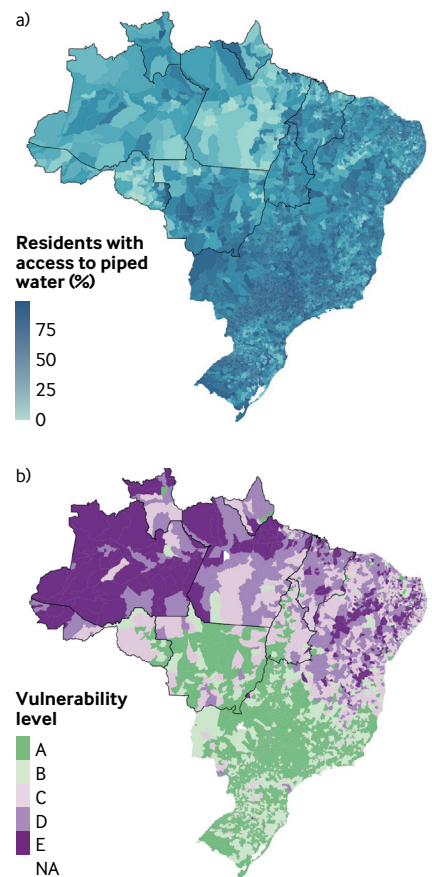 a)
Residents with
access to piped
water (%)
75
50
25
0
b)
Vulnerability
level
A
B
C
D
E
NA